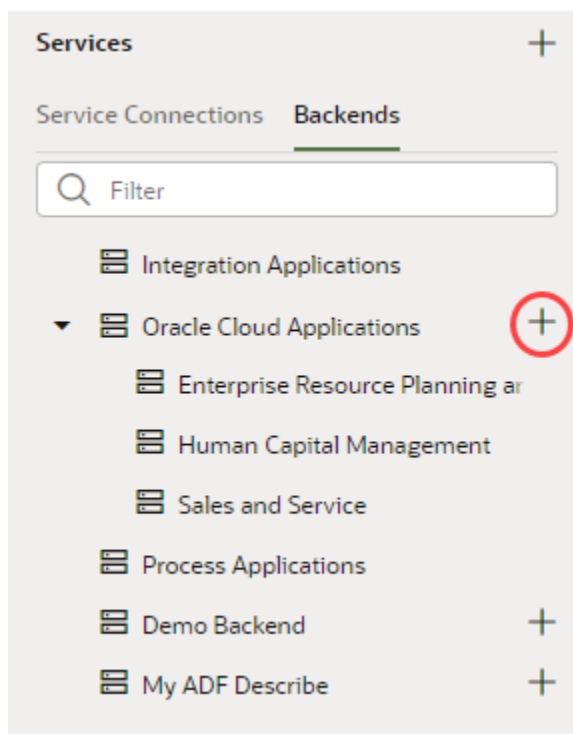 Services
Service Connections Backends
Filter
Integration Applications
Oracle Cloud Applications
Enterprise Resource Planning ar
Human Capital Management
Sales and Service
Process Applications
Demo Backend
My ADF Describe